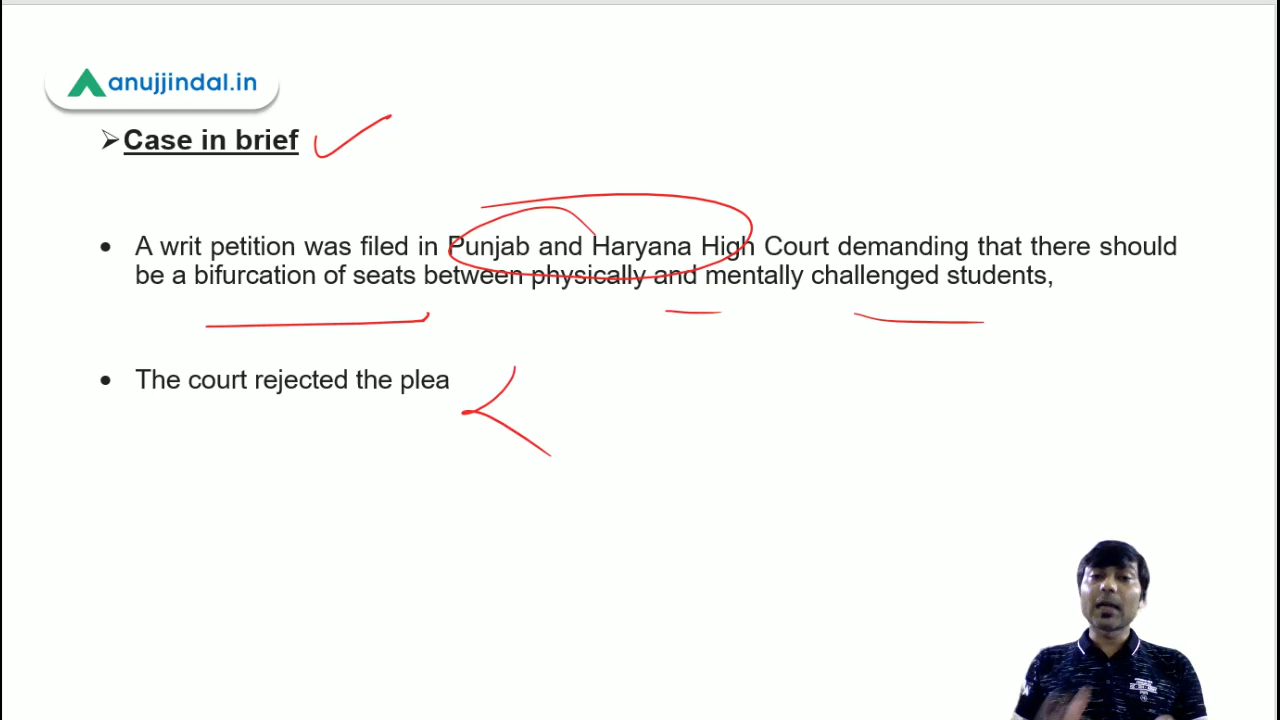 anujjindal.in
➢Case in brief
• A writ petition was filed in Punjab and Haryana High Court demanding that there should
be a bifurcation of seats between physically and mentally challenged students,
• The court rejected the plea